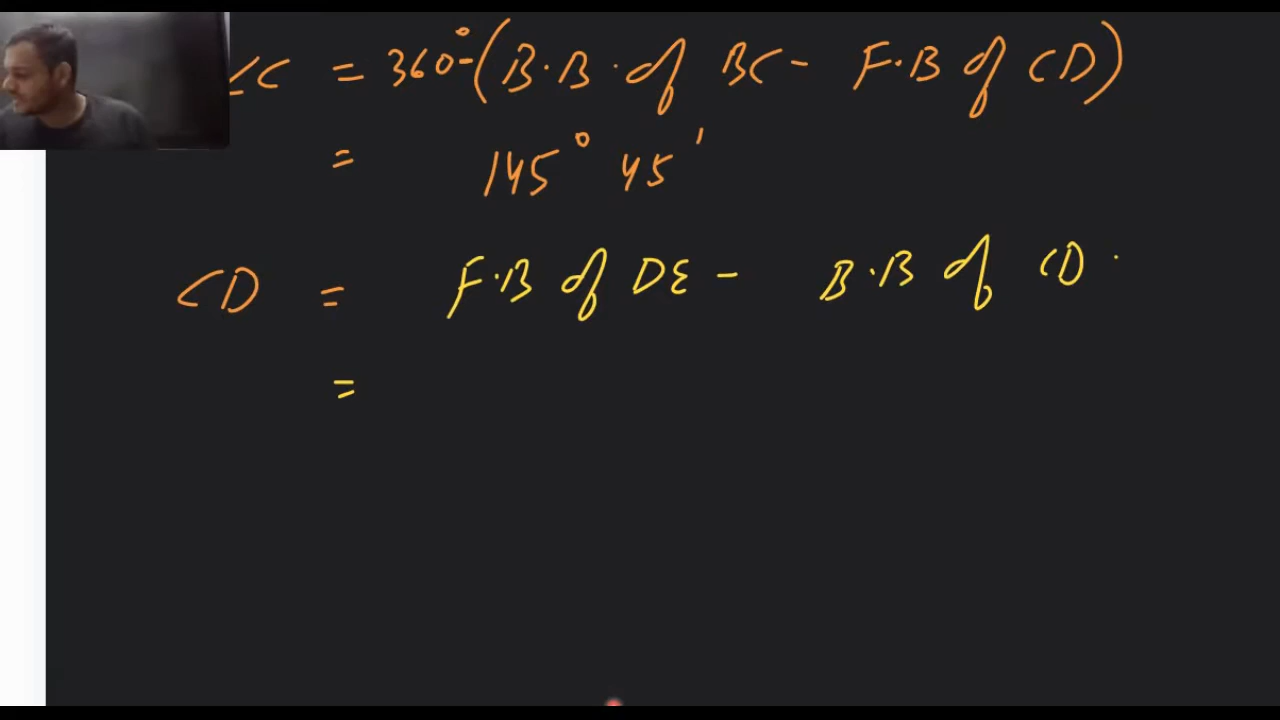 ∠C = 360°-(B.B. of BC - F.B of CD)
= 145° 45'
∠D = F.B of DE - B.B of CD.
=